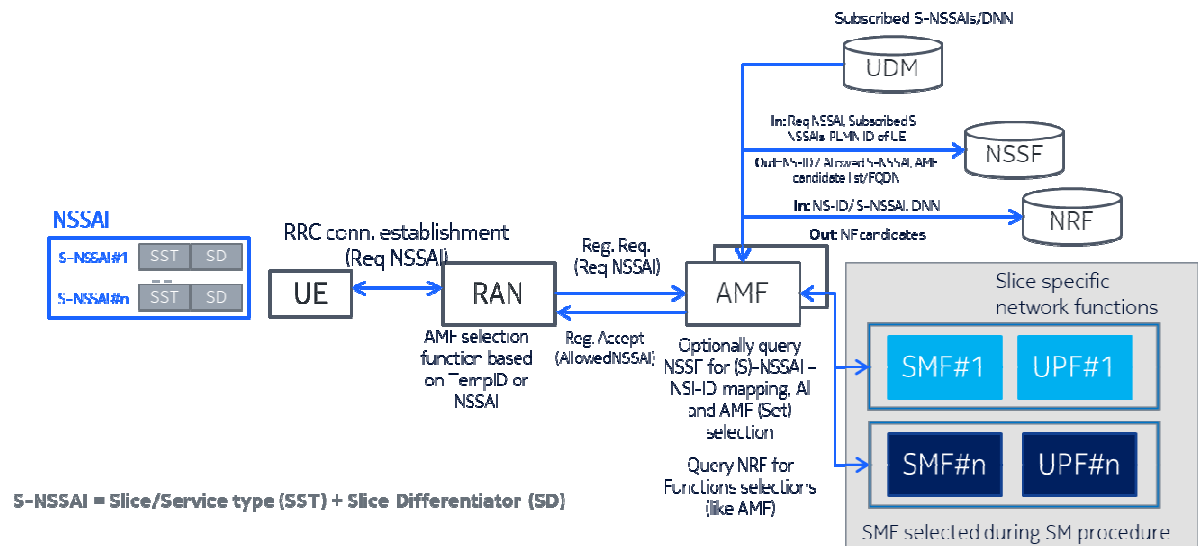 Subscribed S-NSSAIs/DNN
UDM
In: Req NSSAI, Subscribed S
NSSAIs, PLMN ID of UE
NSSF
Out: NS-ID / Allowed S-NSSAI, AMF
candidate list/FQDN
In: NS-ID/ S-NSSAI, DNN
NRF
Out: NF candidates
NSSAI
S-NSSAI#1 SST SD
S-NSSAI#n SST SD
RRC conn. establishment
(Req NSSAI)
UE
RAN
AMF selection
function based
on TempID or
NSSAI
Reg. Req.
(Req NSSAI)
Reg. Accept
(AllowedNSSAI)
AMF
Optionally query
NSSF for (S)-NSSAI –
NSI-ID mapping, AI
and AMF (Set)
selection
Query NRF for
Functions selections
(like AMF)
Slice specific
network functions
SMF#1 UPF#1
SMF#n UPF#n
SMF selected during SM procedure
S-NSSAI = Slice/Service type (SST) + Slice Differentiator (SD)